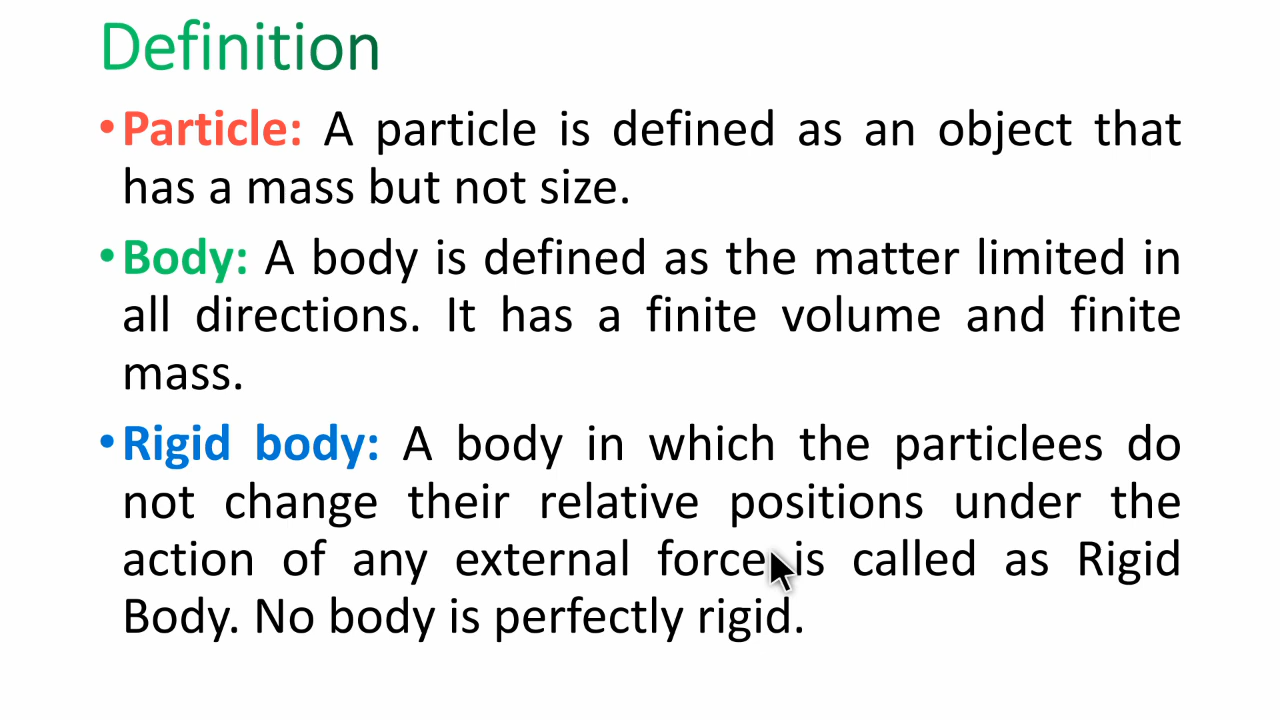 Definition
•Particle: A particle is defined as an object that
has a mass but not size.
•Body: A body is defined as the matter limited in
all directions. It has a finite volume and finite
mass.
•Rigid body: A body in which the particlees do
not change their relative positions under the
action of any external force is called as Rigid
Body. No body is perfectly rigid.